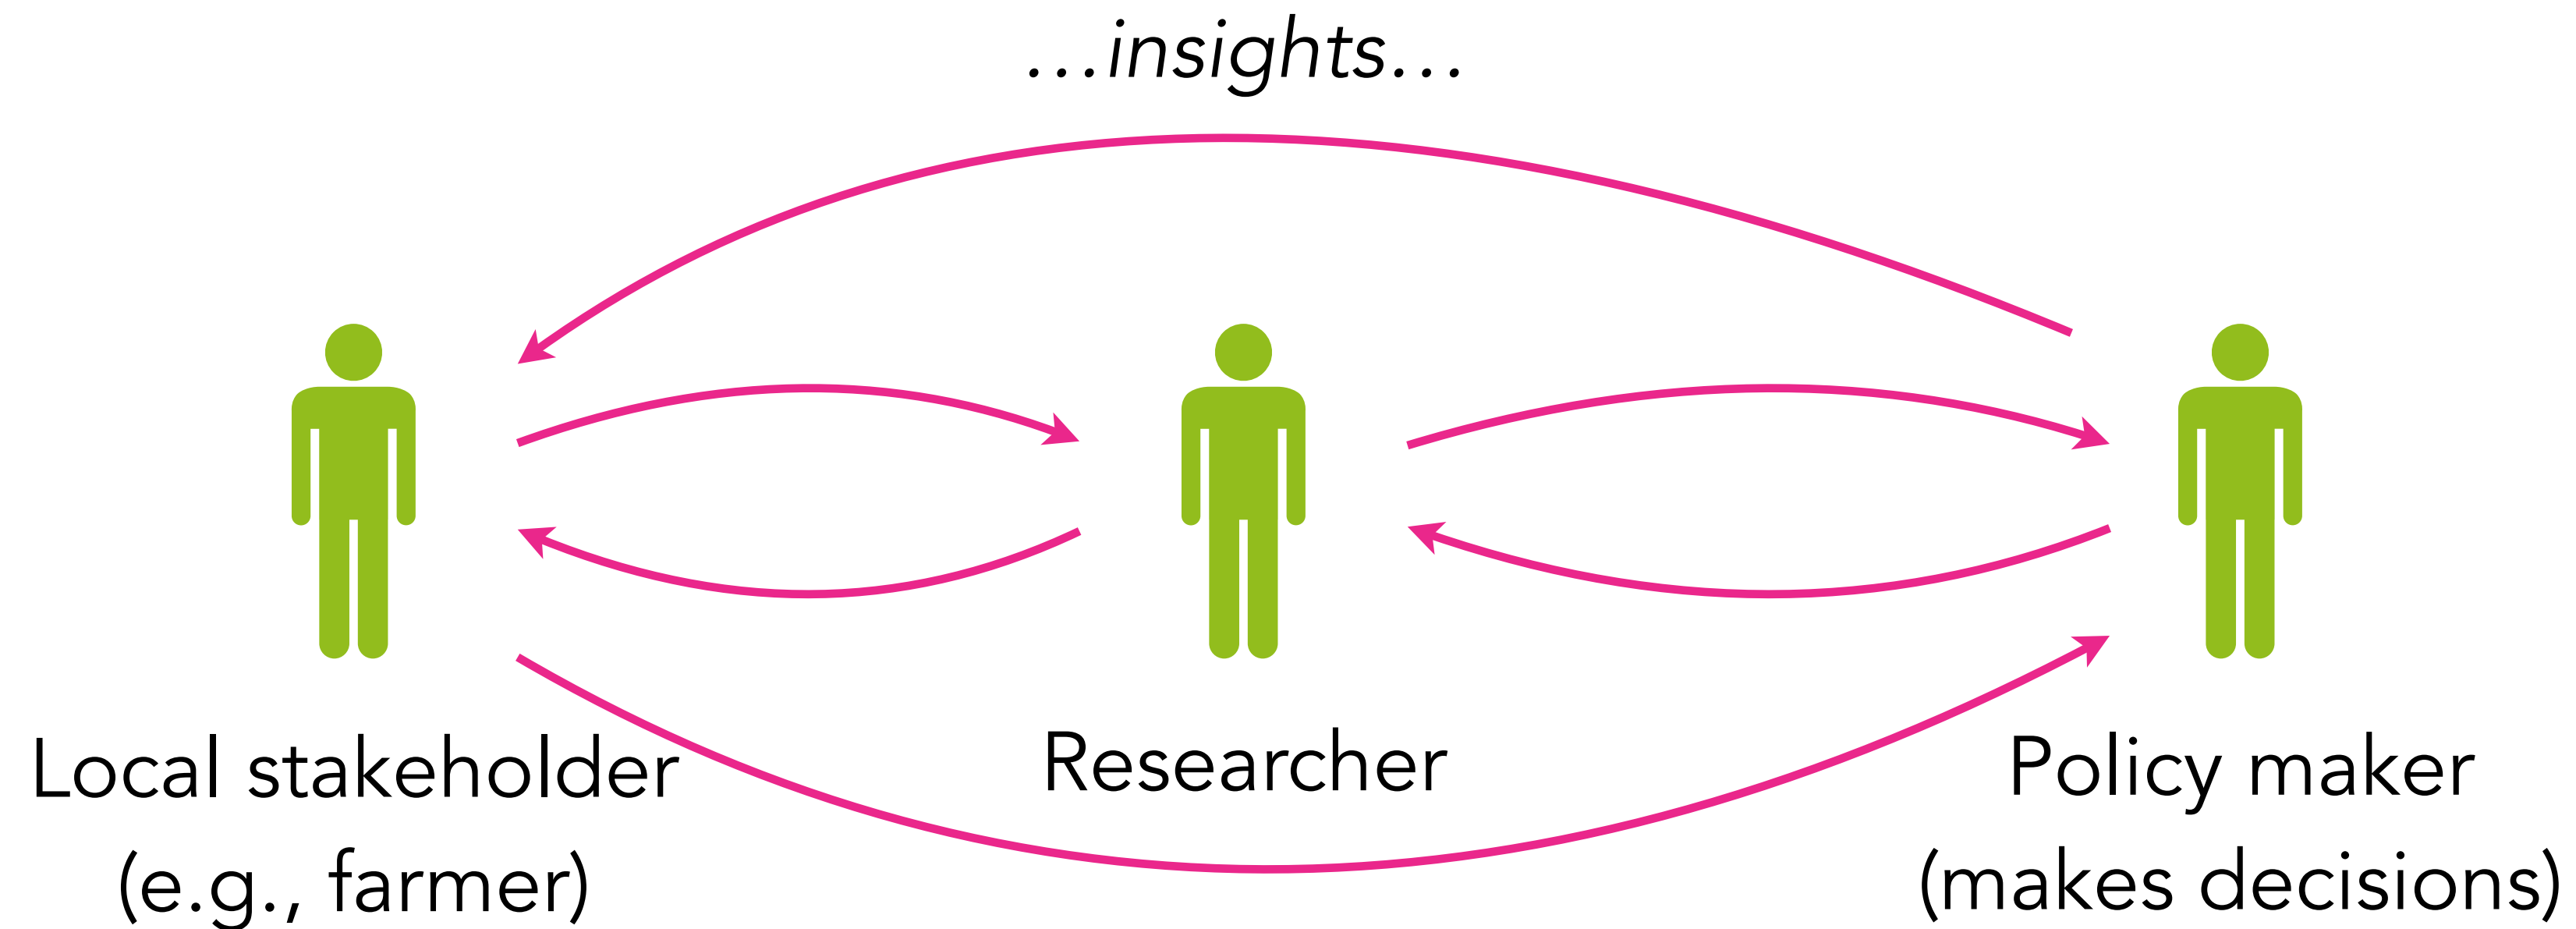 ...insights...
Local stakeholder
(e.g., farmer)
Researcher
Policy maker
(makes decisions)